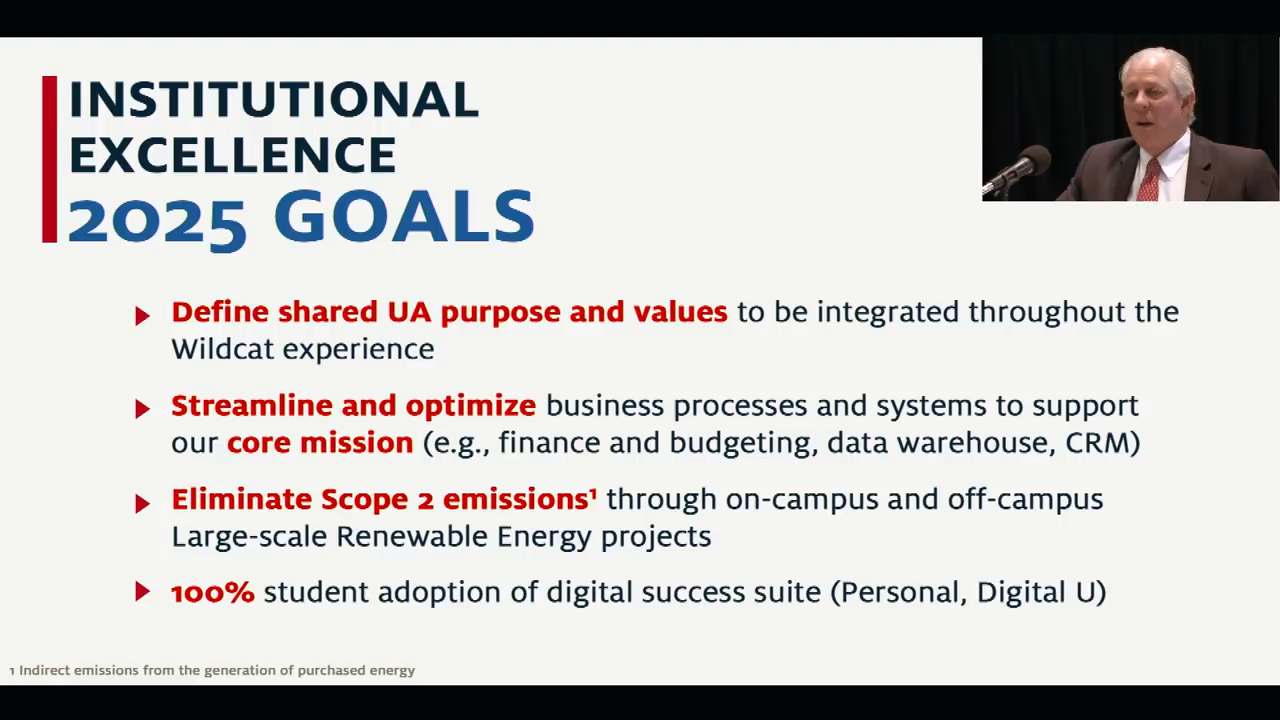 INSTITUTIONAL
EXCELLENCE
2025 GOALS
Define shared UA purpose and values to be integrated throughout the
Wildcat experience
Streamline and optimize business processes and systems to support
our core mission (e.g., finance and budgeting, data warehouse, CRM)
Eliminate Scope 2 emissions¹ through on-campus and off-campus
Large-scale Renewable Energy projects
100% student adoption of digital success suite (Personal, Digital U)
1 Indirect emissions from the generation of purchased energy